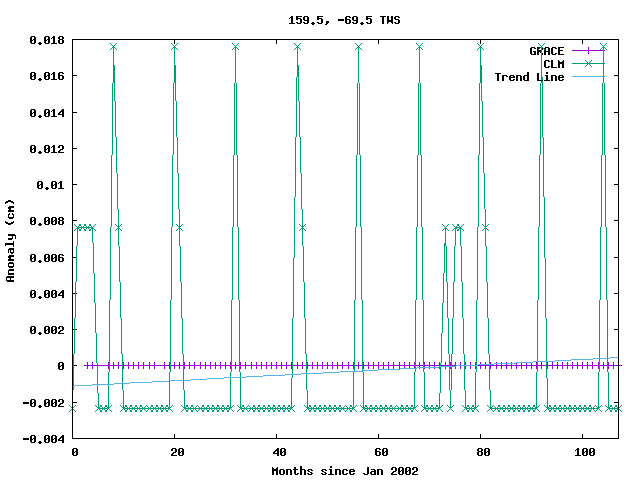 159.5, -69.5 TWS
GRACE
CLM
Trend Line
0.018
0.016
0.014
0.012
0.01
0.008
0.006
0.004
0.002
0
-0.002
-0.004
Anomaly (cm)
0 20 40 60 80 100
Months since Jan 2002